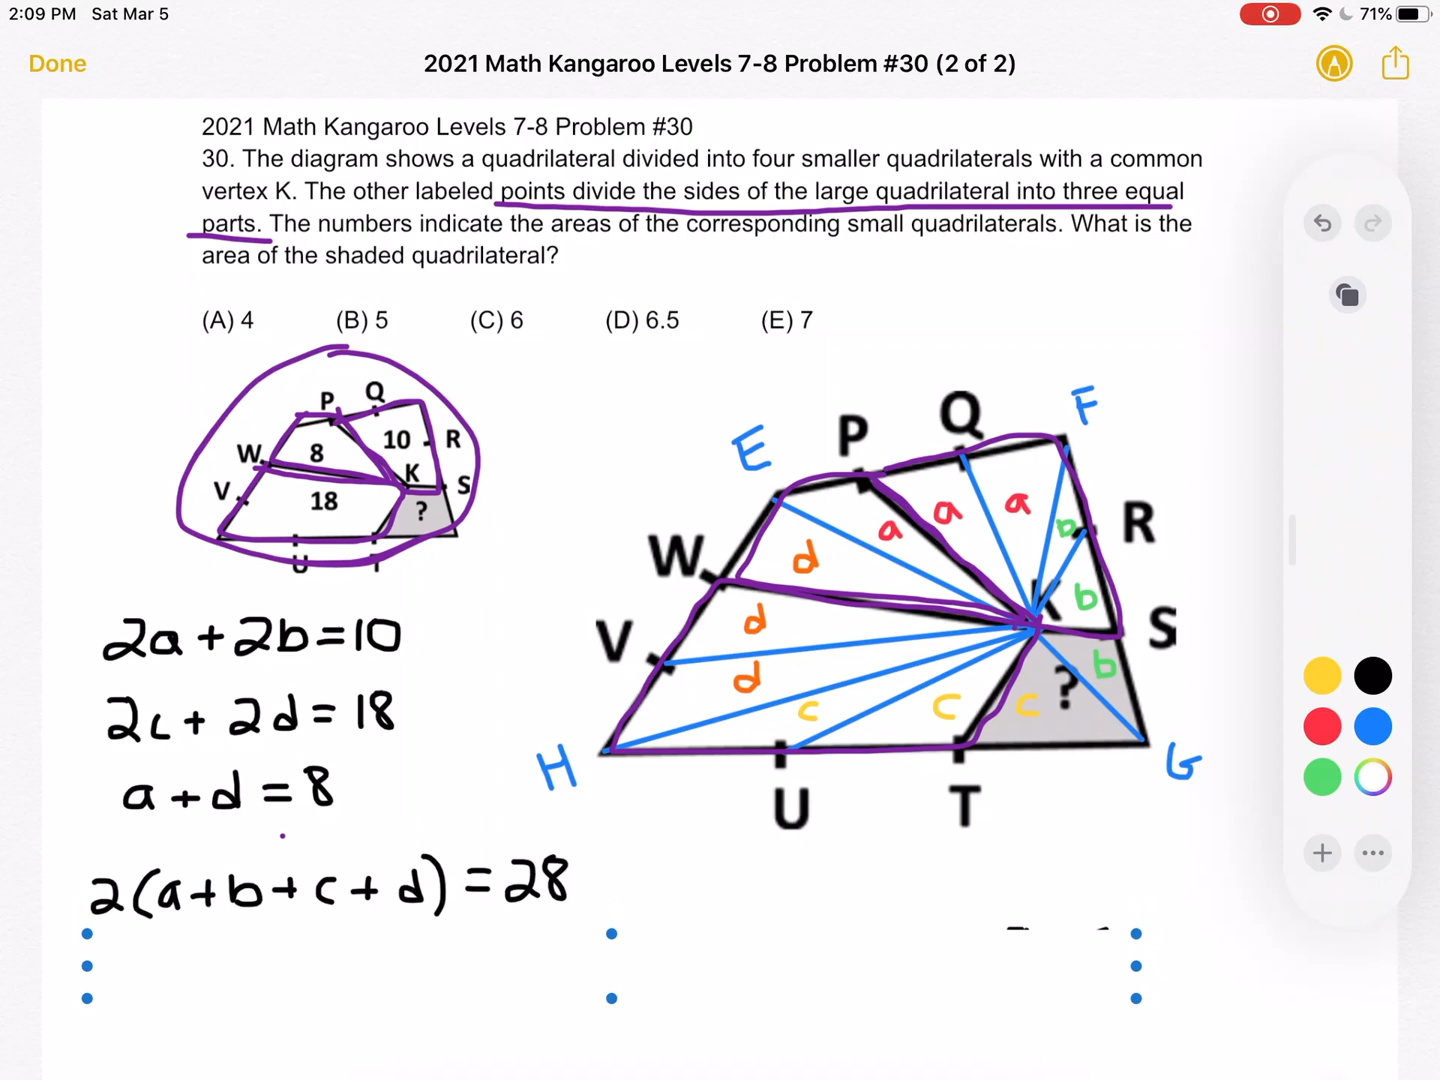 2:09 PM Sat Mar 5
71%
Done
2021 Math Kangaroo Levels 7-8 Problem #30 (2 of 2)
2021 Math Kangaroo Levels 7-8 Problem #30
30. The diagram shows a quadrilateral divided into four smaller quadrilaterals with a common
vertex K. The other labeled points divide the sides of the large quadrilateral into three equal
parts. The numbers indicate the areas of the corresponding small quadrilaterals. What is the
area of the shaded quadrilateral?
(A) 4 (B) 5 (C) 6 (D) 6.5 (E) 7
P Q
W 8 10 R
V 18 K S
?
U T
E P Q F
W d a a a b R
d K b S
V d ? b
c c c
H G
U T
2a + 2b = 10
2c + 2d = 18
a + d = 8
2(a + b + c + d) = 28